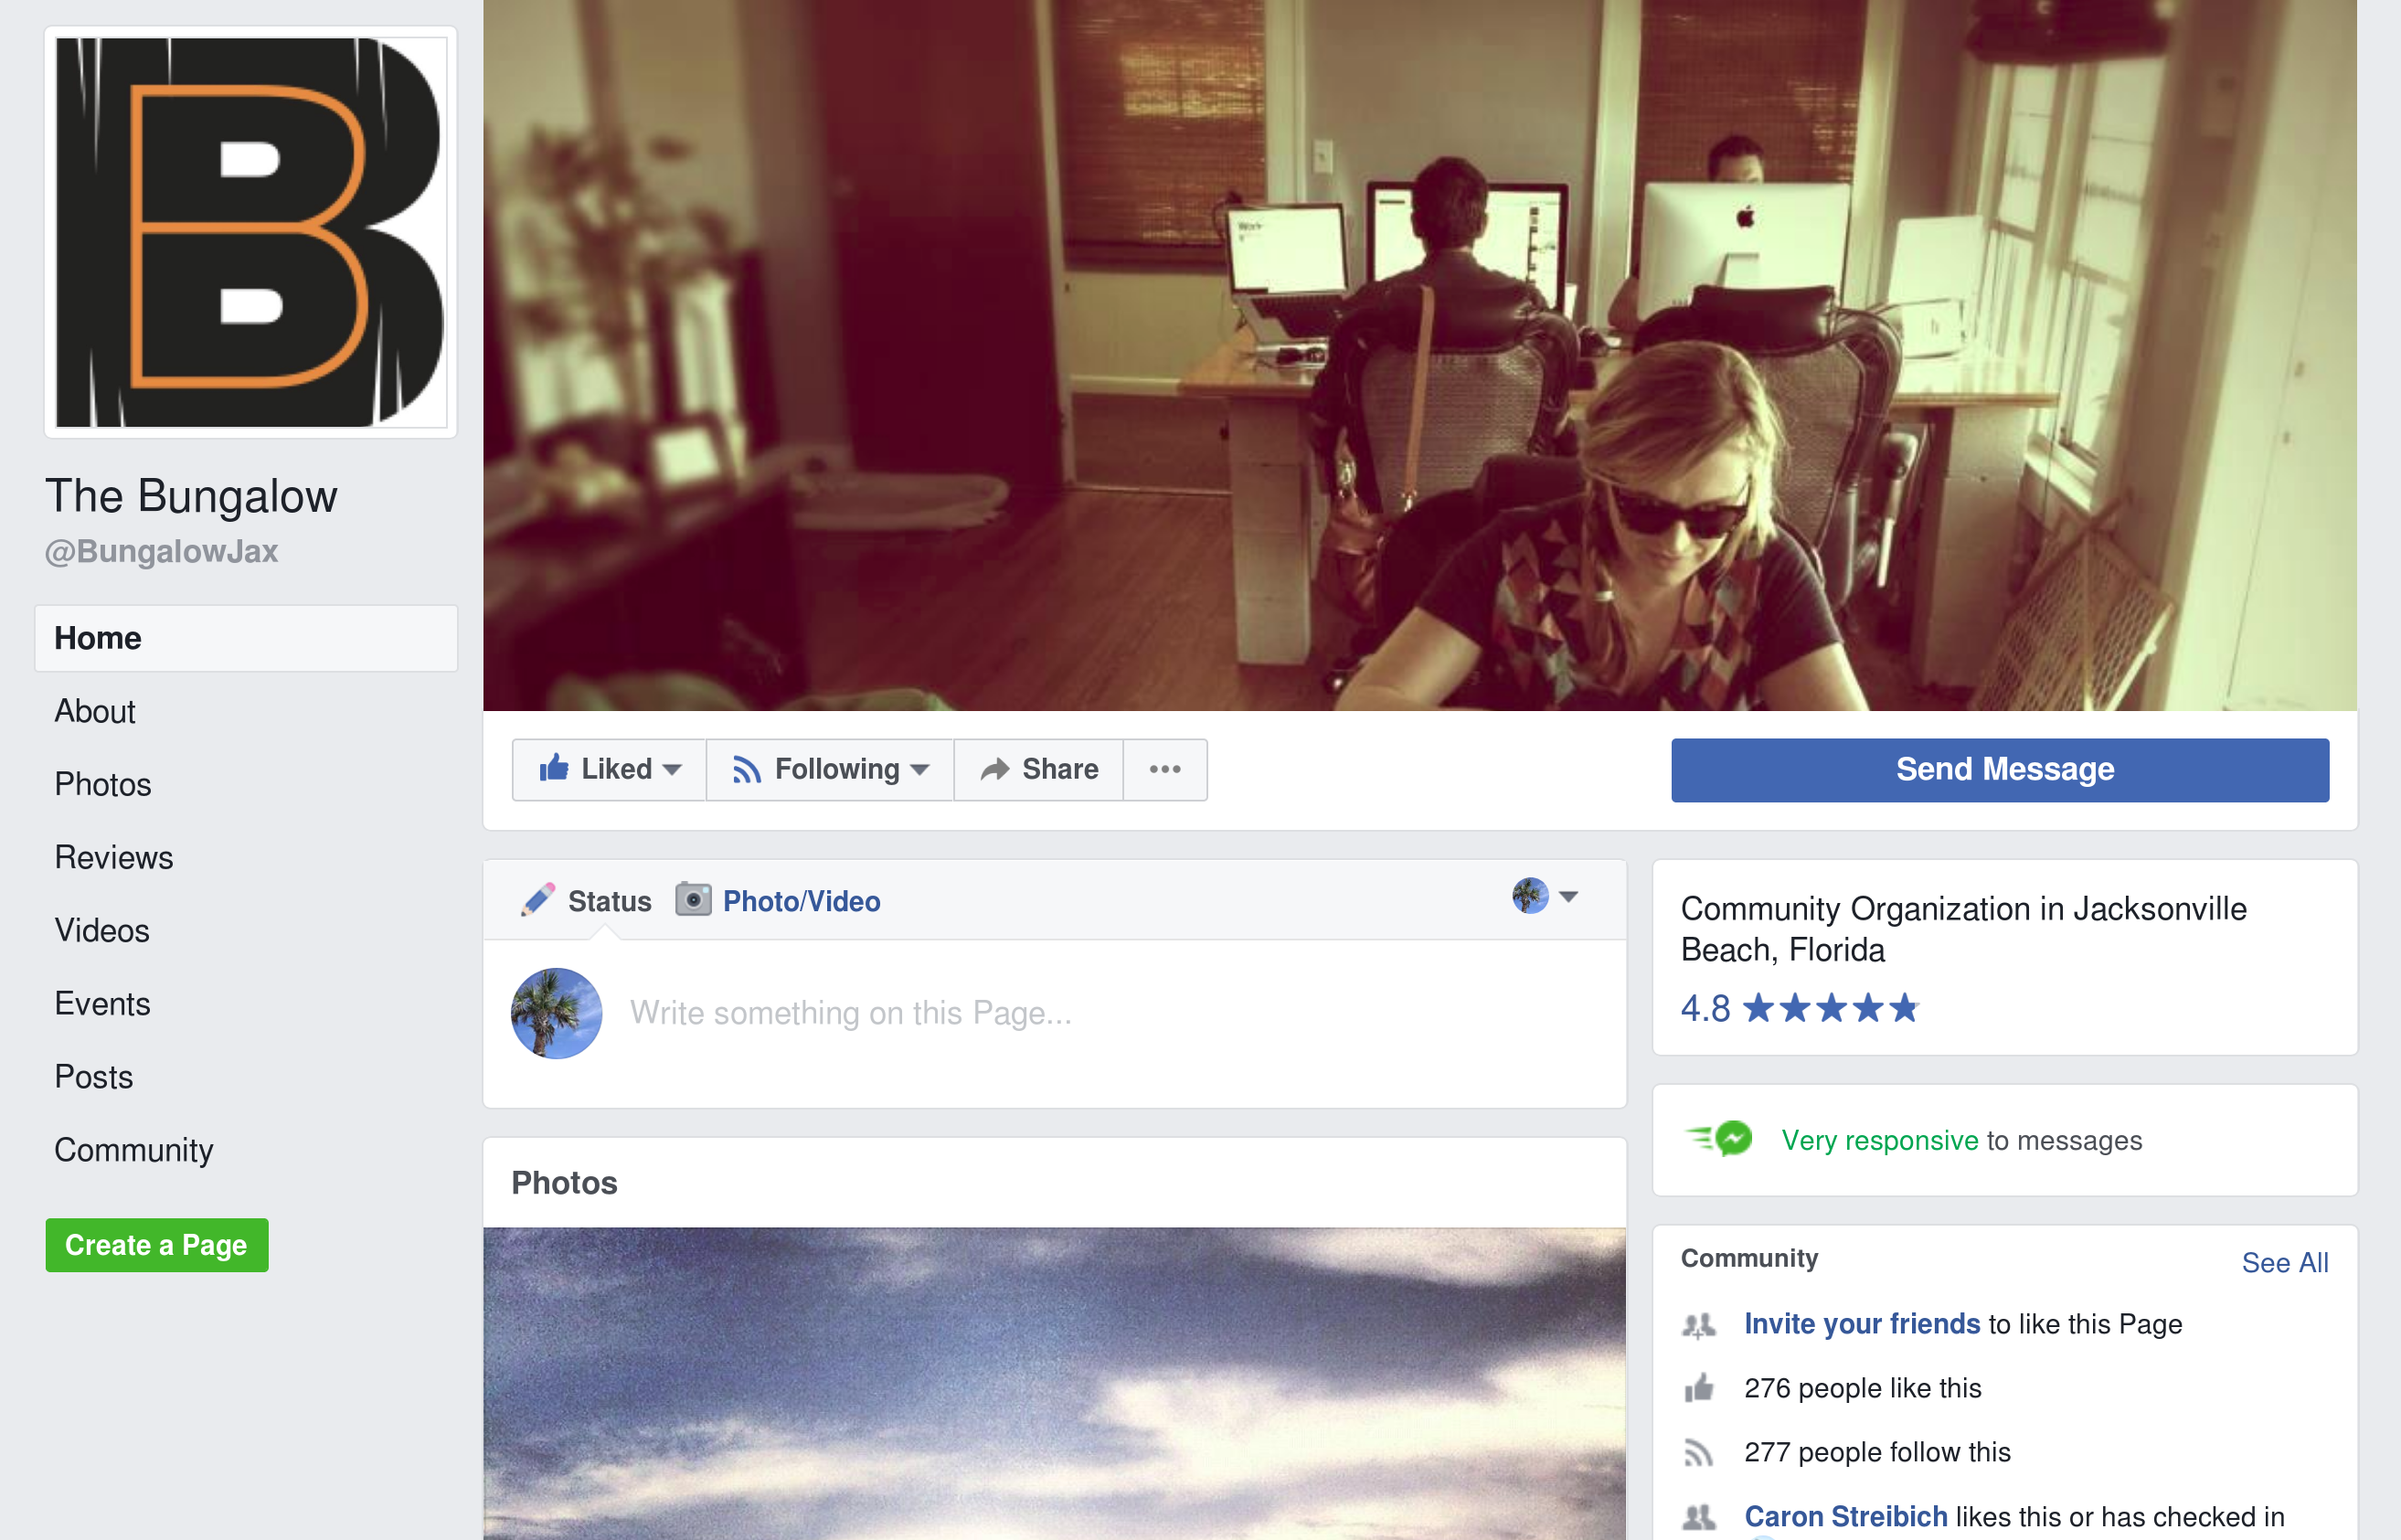 B
The Bungalow
@BungalowJax
Home
About
Photos
Reviews
Videos
Events
Posts
Community
Create a Page
Liked
Following
Share
Send Message
Status
Photo/Video
Write something on this Page...
Photos
Community Organization in Jacksonville
Beach, Florida
4.8
Very responsive to messages
Community
See All
Invite your friends to like this Page
276 people like this
277 people follow this
Caron Streibich likes this or has checked in